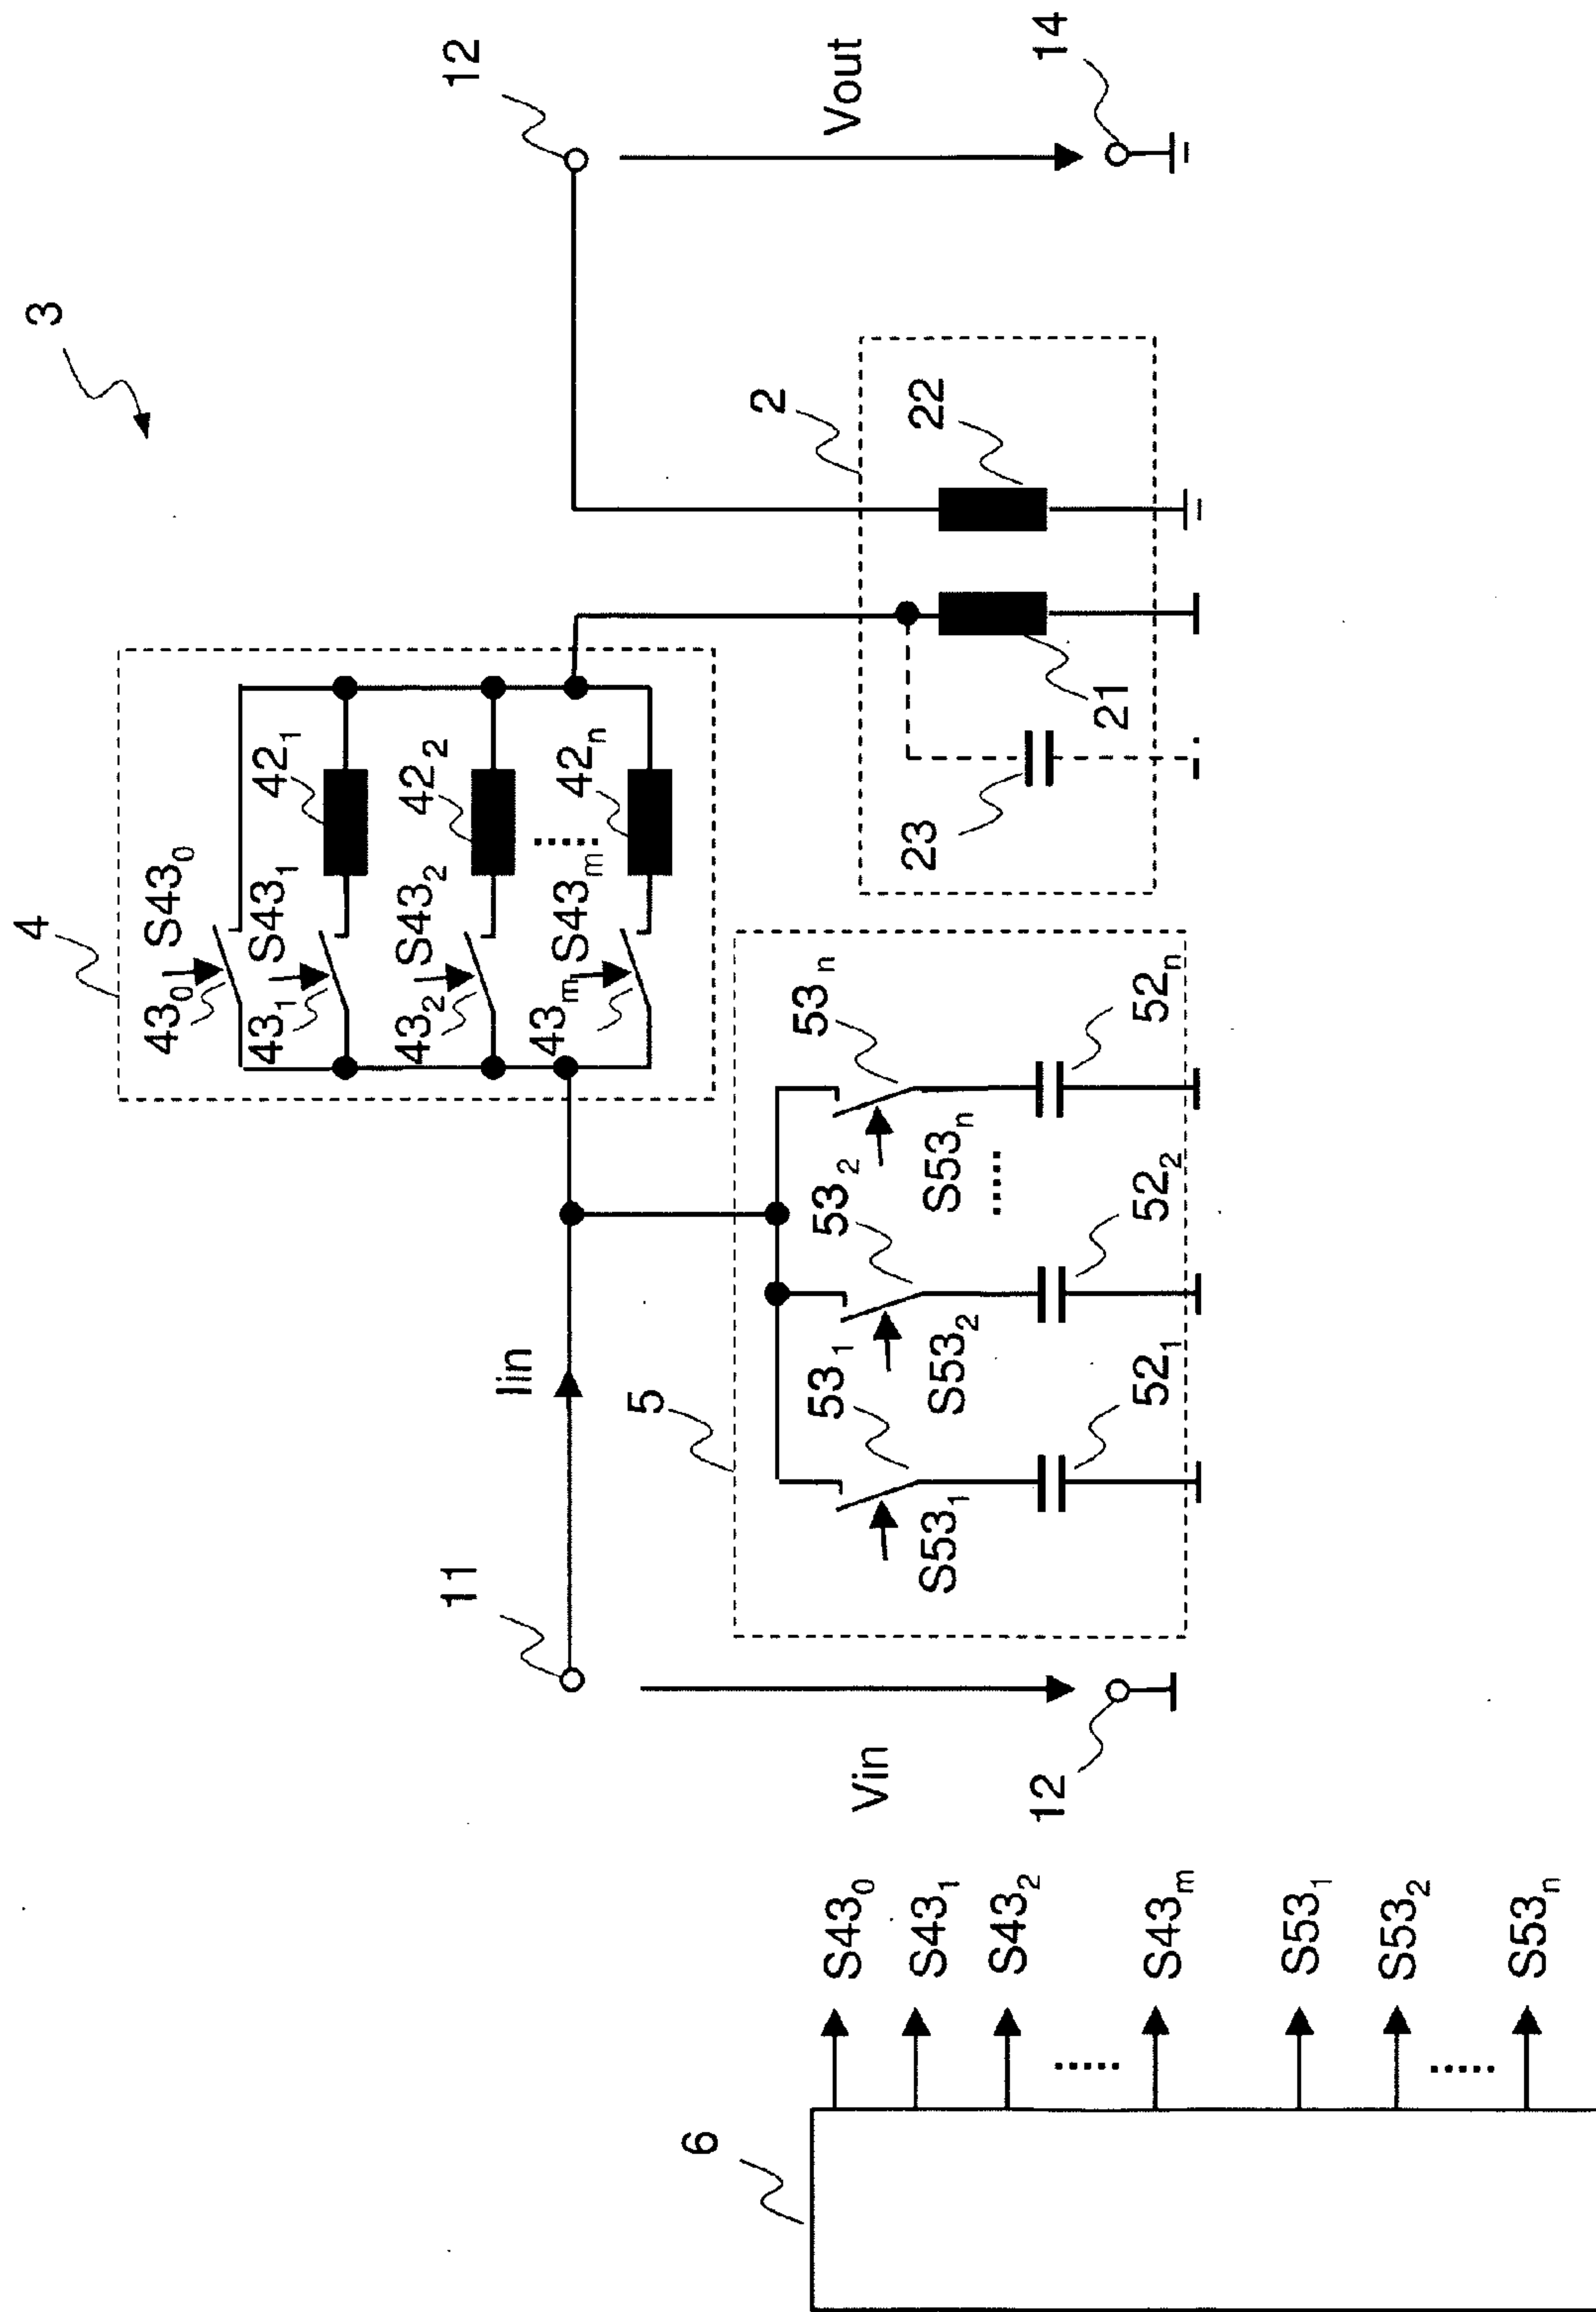 3
4
43₀
S43₀
43₁
S43₁
42₁
43₂
S43₂
42₂
.....
43ₘ
S43ₘ
42ₙ
11
Iin
12
Vin
12
Vout
14
5
53₁
S53₁
52₁
53₂
S53₂
52₂
.....
53ₙ
S53ₙ
52ₙ
2
23
21
22
6
S43₀
S43₁
S43₂
.....
S43ₘ
S53₁
S53₂
.....
S53ₙ